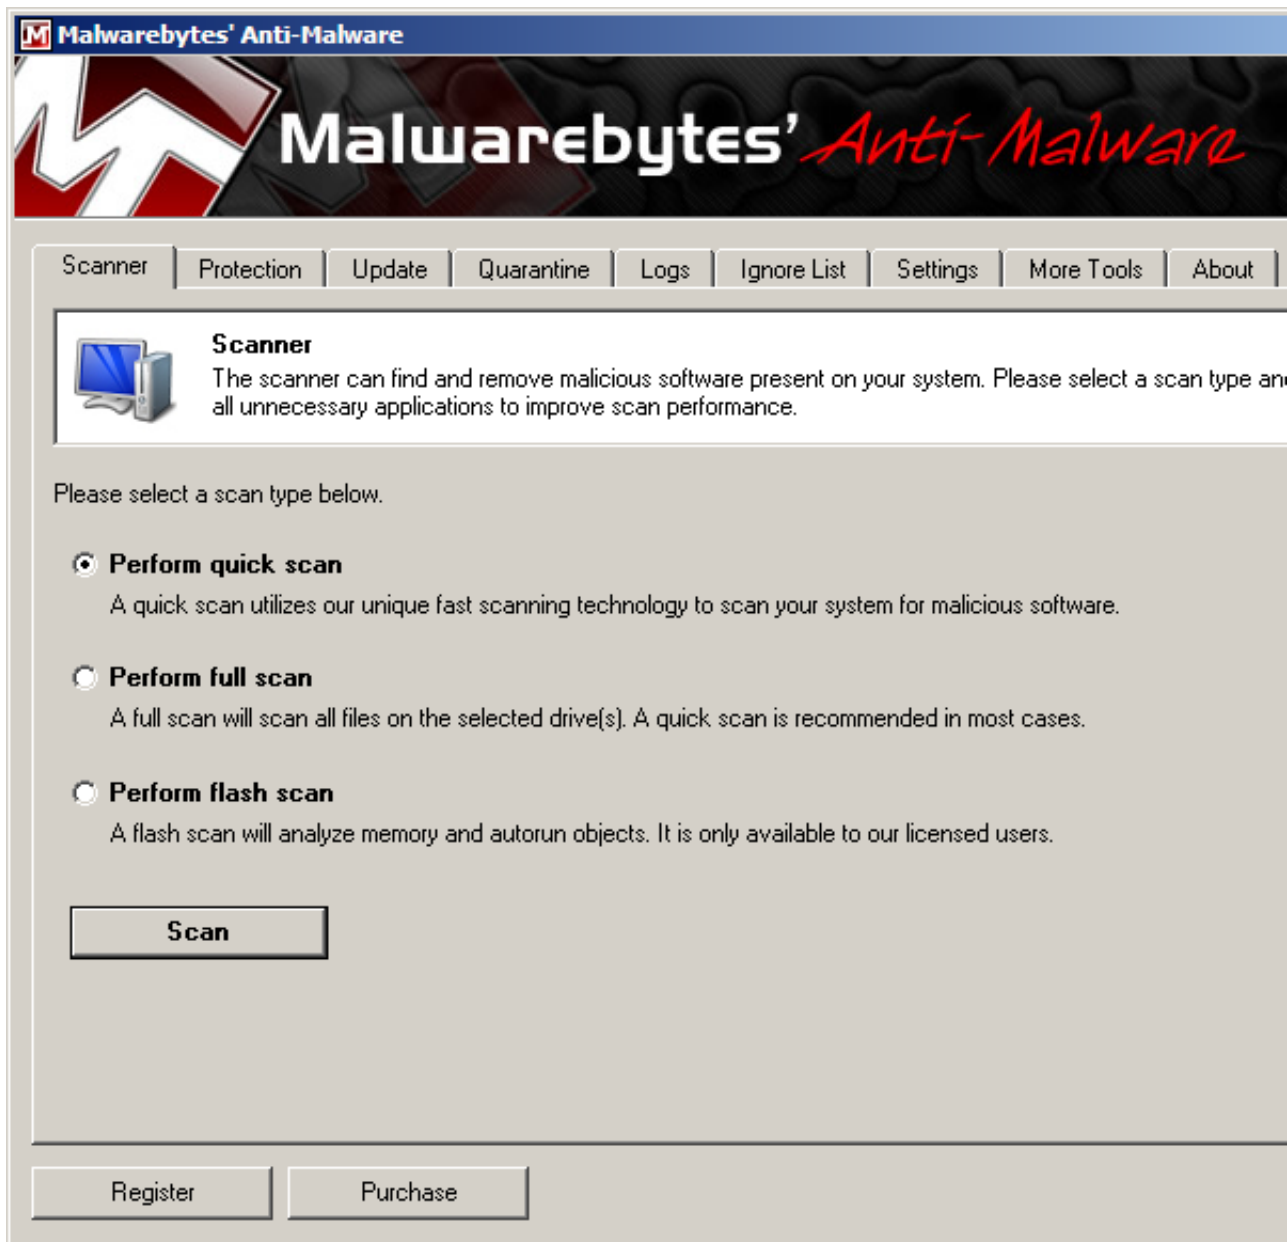 Malwarebytes' Anti-Malware
Malwarebytes' Anti-Malware
Scanner Protection Update Quarantine Logs Ignore List Settings More Tools About
Scanner
The scanner can find and remove malicious software present on your system. Please select a scan type
all unnecessary applications to improve scan performance.
Please select a scan type below.
Perform quick scan
A quick scan utilizes our unique fast scanning technology to scan your system for malicious software.
Perform full scan
A full scan will scan all files on the selected drive(s). A quick scan is recommended in most cases.
Perform flash scan
A flash scan will analyze memory and autorun objects. It is only available to our licensed users.
Scan
Register Purchase